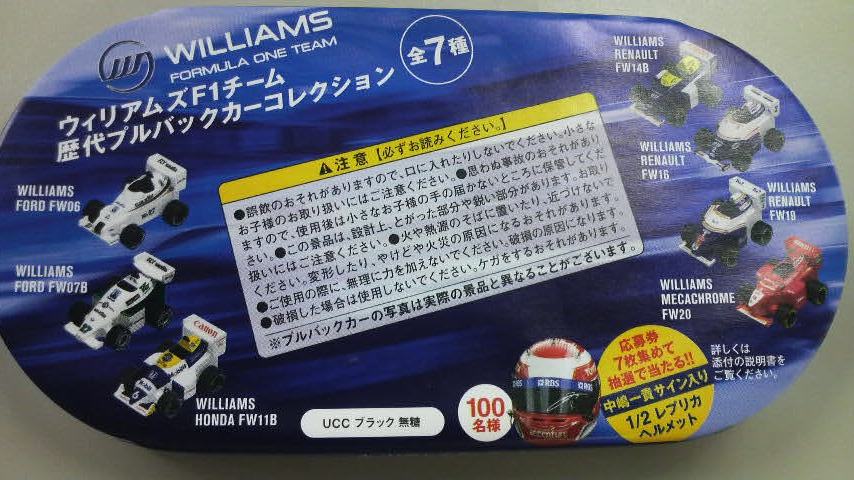 WILLIAMS
FORMULA ONE TEAM
ウィリアムズF1チーム
歴代プルバックカーコレクション
全7種
WILLIAMS
FORD FW06
WILLIAMS
FORD FW07B
WILLIAMS
HONDA FW11B
Canon
WILLIAMS
RENAULT
FW14B
WILLIAMS
RENAULT
FW16
WILLIAMS
RENAULT
FW19
WILLIAMS
MECACHROME
FW20
注意【必ずお読みください。】
●誤飲のおそれがありますので、口に入れたりしないでください。小さな
お子様のお取り扱いにはご注意ください。●思わぬ事故のおそれがあり
ますので、使用後は小さなお子様の手の届かないところに保管してくだ
さい。●この景品は、設計上、とがった部分や鋭い部分があります。お取り
扱いにはご注意ください。●火や熱源のそばに置いたり、近づけないで
ください。変形したり、やけどや火災の原因になるおそれがあります。
●ご使用の際に、無理に力を加えないでください。破損の原因になります。
●破損した場合は使用しないでください。ケガをするおそれがあります。
※プルバックカーの写真は実際の景品と異なることがございます。
UCC ブラック 無糖
100
名様
RBS
accenture
応募券
7枚集めて
抽選で当たる!!
中嶋一貴サイン入り
1/2 レプリカ
ヘルメット
詳しくは
添付の説明書を
ご覧ください。